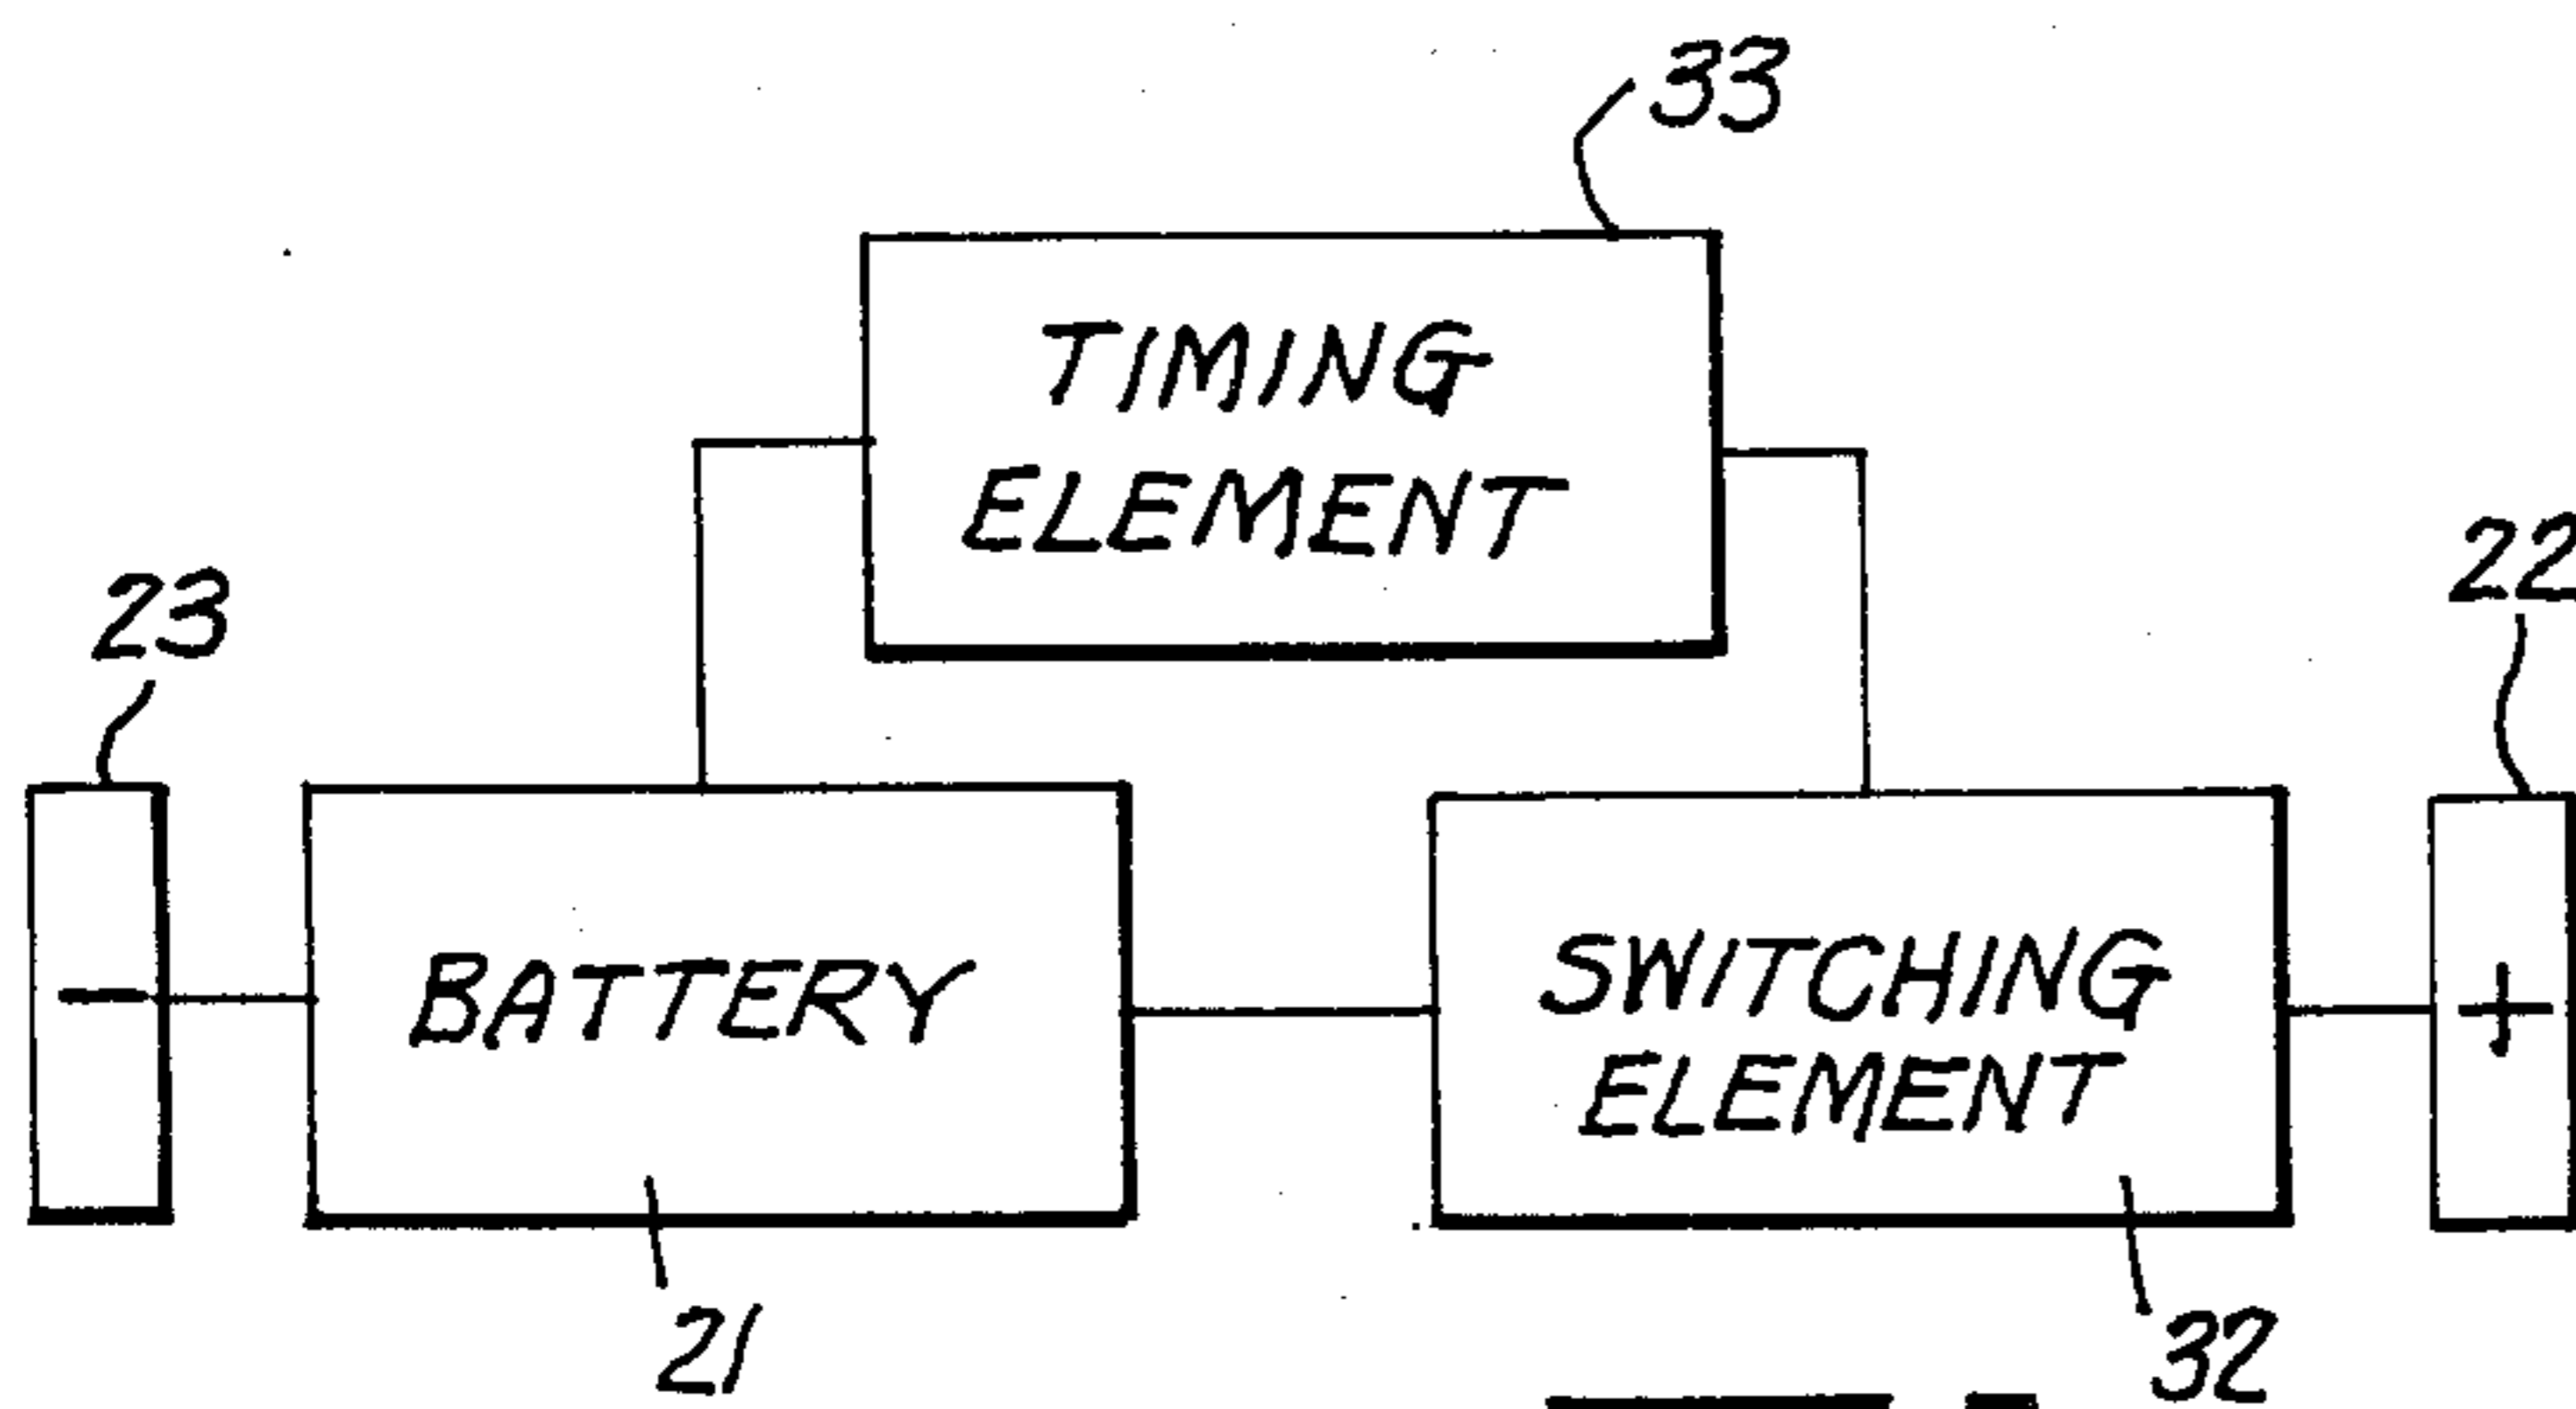 33
TIMING
ELEMENT
23
22
−
BATTERY
SWITCHING
ELEMENT
+
21
32